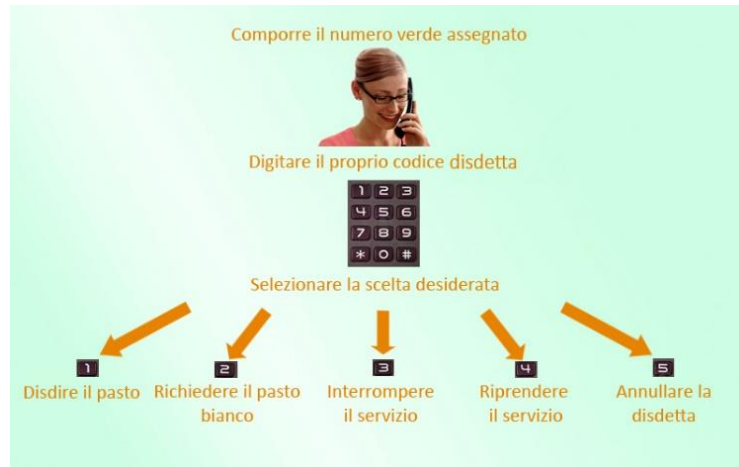 Comporre il numero verde assegnato
Digitare il proprio codice disdetta
1 2 3
4 5 6
7 8 9
* 0 #
Selezionare la scelta desiderata
1
Disdire il pasto
2
Richiedere il pasto
bianco
3
Interrompere
il servizio
4
Riprendere
il servizio
5
Annullare la
disdetta